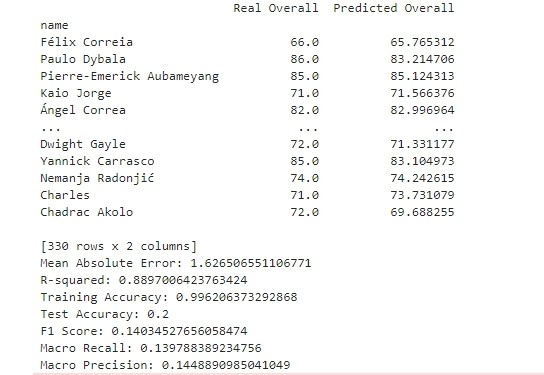 Real Overall Predicted Overall
name
Félix Correia 66.0 65.765312
Paulo Dybala 86.0 83.214706
Pierre-Emerick Aubameyang 85.0 85.124313
Kaio Jorge 71.0 71.566376
Ángel Correa 82.0 82.996964
... ... ...
Dwight Gayle 72.0 71.331177
Yannick Carrasco 85.0 83.104973
Nemanja Radonjić 74.0 74.242615
Charles 71.0 73.731079
Chadrac Akolo 72.0 69.688255
[330 rows x 2 columns]
Mean Absolute Error: 1.626506551106771
R-squared: 0.8897006423763424
Training Accuracy: 0.996206373292868
Test Accuracy: 0.2
F1 Score: 0.14034527656058474
Macro Recall: 0.139788389234756
Macro Precision: 0.1448890985041049